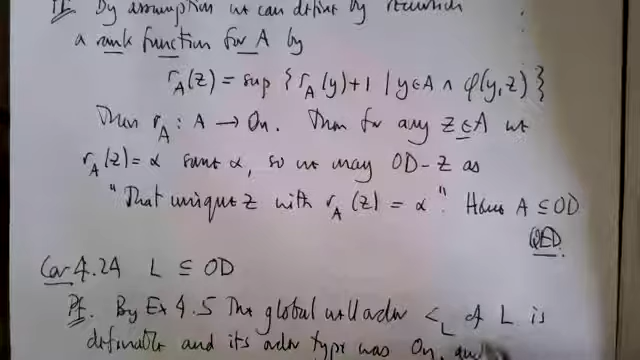 Pf. By assumption we can define by recursion
a rank function for A by
r_A(z) = sup { r_A(y)+1 | y∈A ∧ φ(y,z) }
Then r_A : A → On. Then for any z∈A we
r_A(z) = α some α, so we may OD-z as
"That unique z with r_A(z) = α". Hence A ⊆ OD
QED.
Cor 4.24 L ⊆ OD
Pf. By Ex 4.5 The global wellorder <_L of L is
definable and its order type was On, and